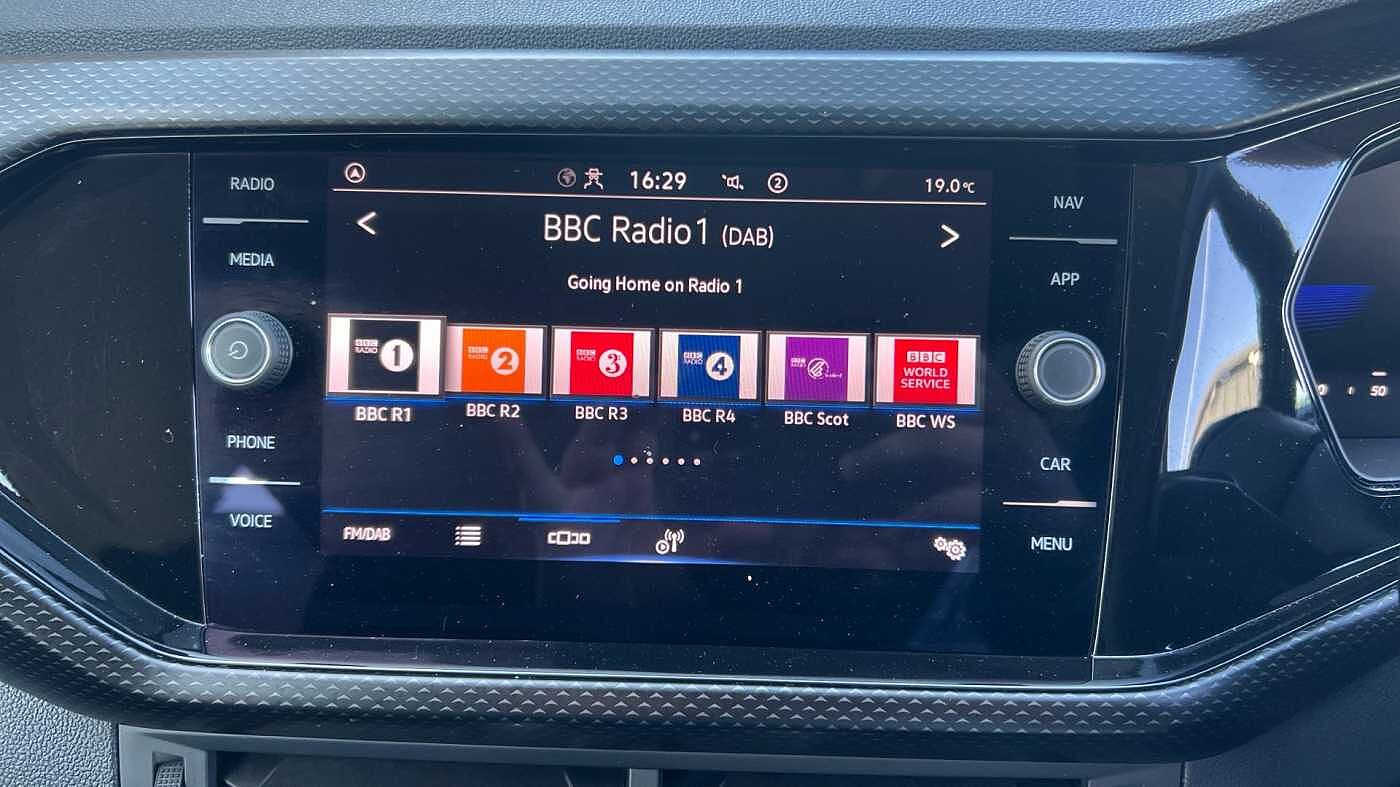 RADIO
MEDIA
PHONE
VOICE
16:29
2
19.0°C
BBC Radio1 (DAB)
Going Home on Radio 1
BBC RADIO 1
BBC RADIO 2
BBC RADIO 3
BBC RADIO 4
BBC
BBC WORLD SERVICE
BBC R1
BBC R2
BBC R3
BBC R4
BBC Scot
BBC WS
FM/DAB
NAV
APP
CAR
MENU
50